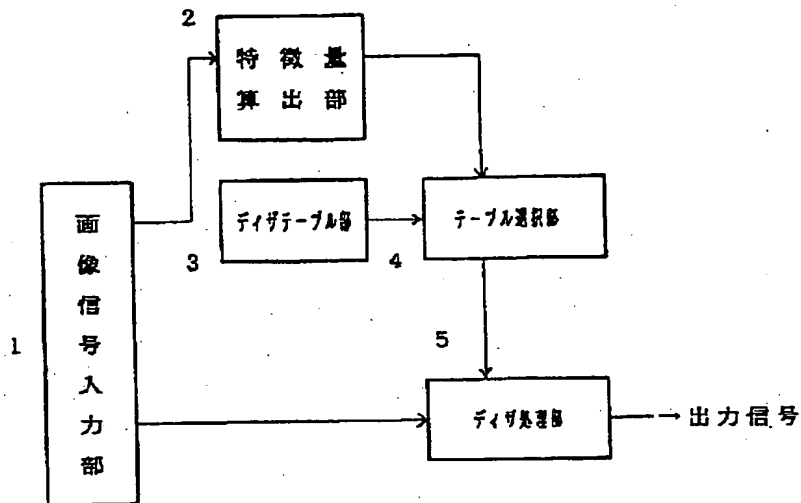 2
特徴量
算出部
ディザテーブル部
テーブル選択部
3
4
1
画像信号入力部
5
ディザ処理部
出力信号